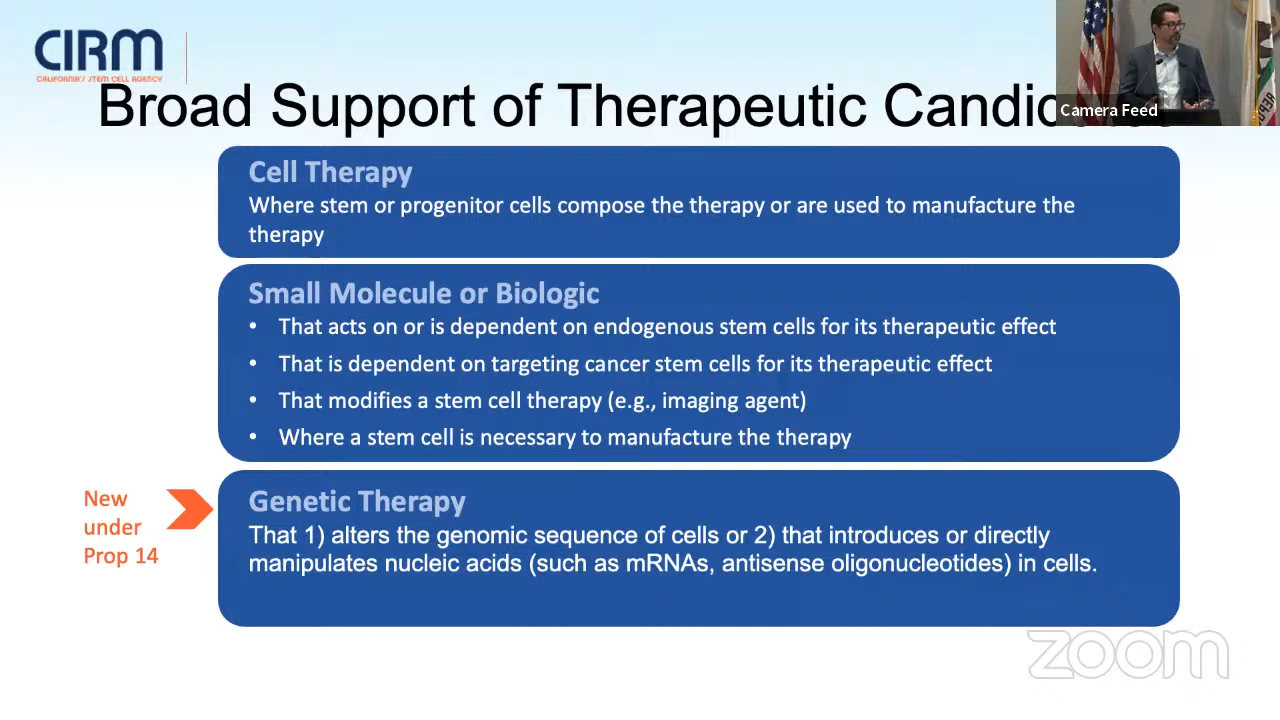 CIRM
CALIFORNIA'S STEM CELL AGENCY
Broad Support of Therapeutic
Camera Feed
Cell Therapy
Where stem or progenitor cells compose the therapy or are used to manufacture the
therapy
Small Molecule or Biologic
• That acts on or is dependent on endogenous stem cells for its therapeutic effect
• That is dependent on targeting cancer stem cells for its therapeutic effect
• That modifies a stem cell therapy (e.g., imaging agent)
• Where a stem cell is necessary to manufacture the therapy
New
under
Prop 14
Genetic Therapy
That 1) alters the genomic sequence of cells or 2) that introduces or directly
manipulates nucleic acids (such as mRNAs, antisense oligonucleotides) in cells.
zoom